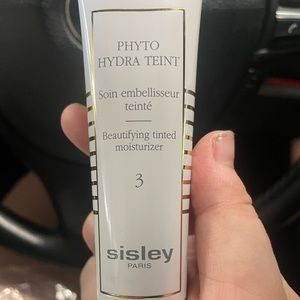 PHYTO
HYDRA TEINT
Soin embellisseur
teinté
Beautifying tinted
moisturizer
3
sisley
PARIS